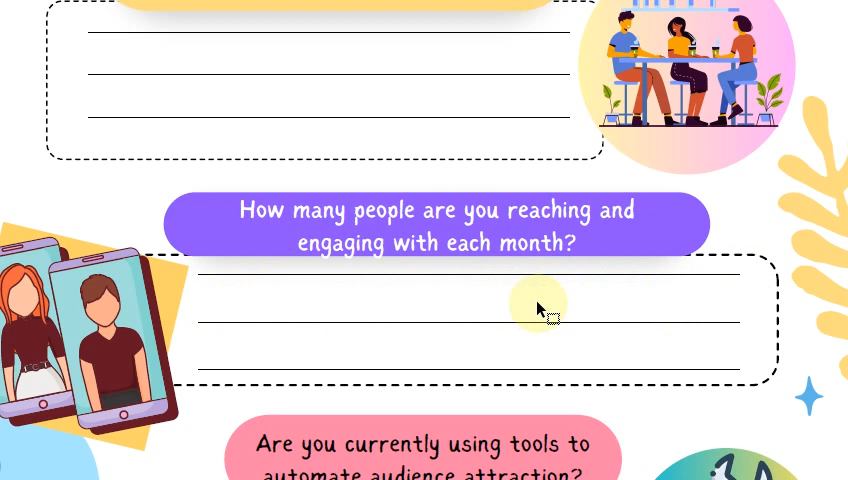 How many people are you reaching and
engaging with each month?
Are you currently using tools to
automate audience attraction?